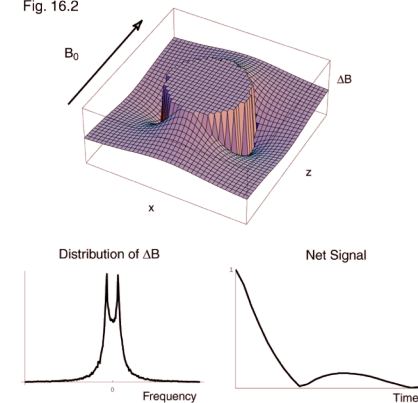 Fig. 16.2
B0
ΔB
z
x
Distribution of ΔB
Net Signal
1
0
Frequency
Time